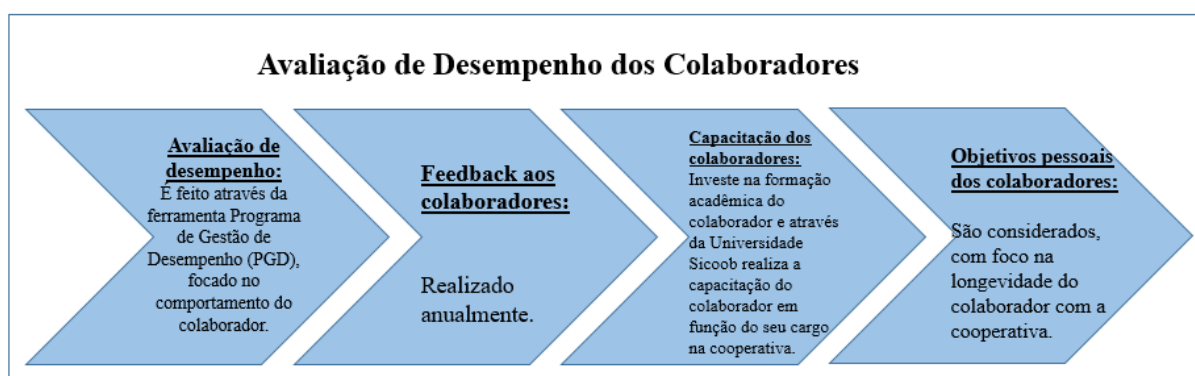 Avaliação de Desempenho dos Colaboradores
Avaliação de
desempenho:
É feito através da
ferramenta Programa
de Gestão de
Desempenho (PGD),
focado no
comportamento do
colaborador.
Feedback aos
colaboradores:
Realizado
anualmente.
Capacitação dos
colaboradores:
Investe na formação
acadêmica do
colaborador e através
da Universidade
Sicoob realiza a
capacitação do
colaborador em
função do seu cargo
na cooperativa.
Objetivos pessoais
dos colaboradores:
São considerados,
com foco na
longevidade do
colaborador com a
cooperativa.